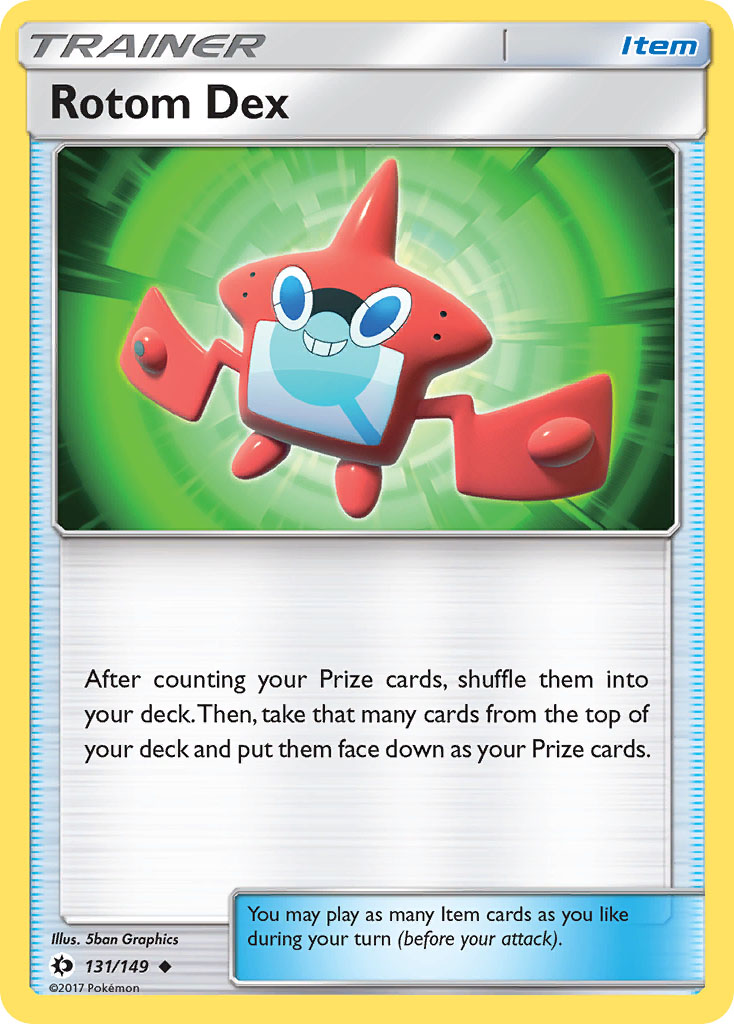 TRAINER
Item
Rotom Dex
After counting your Prize cards, shuffle them into
your deck. Then, take that many cards from the top of
your deck and put them face down as your Prize cards.
You may play as many Item cards as you like
during your turn (before your attack).
Illus. 5ban Graphics
131/149 ◆
©2017 Pokémon